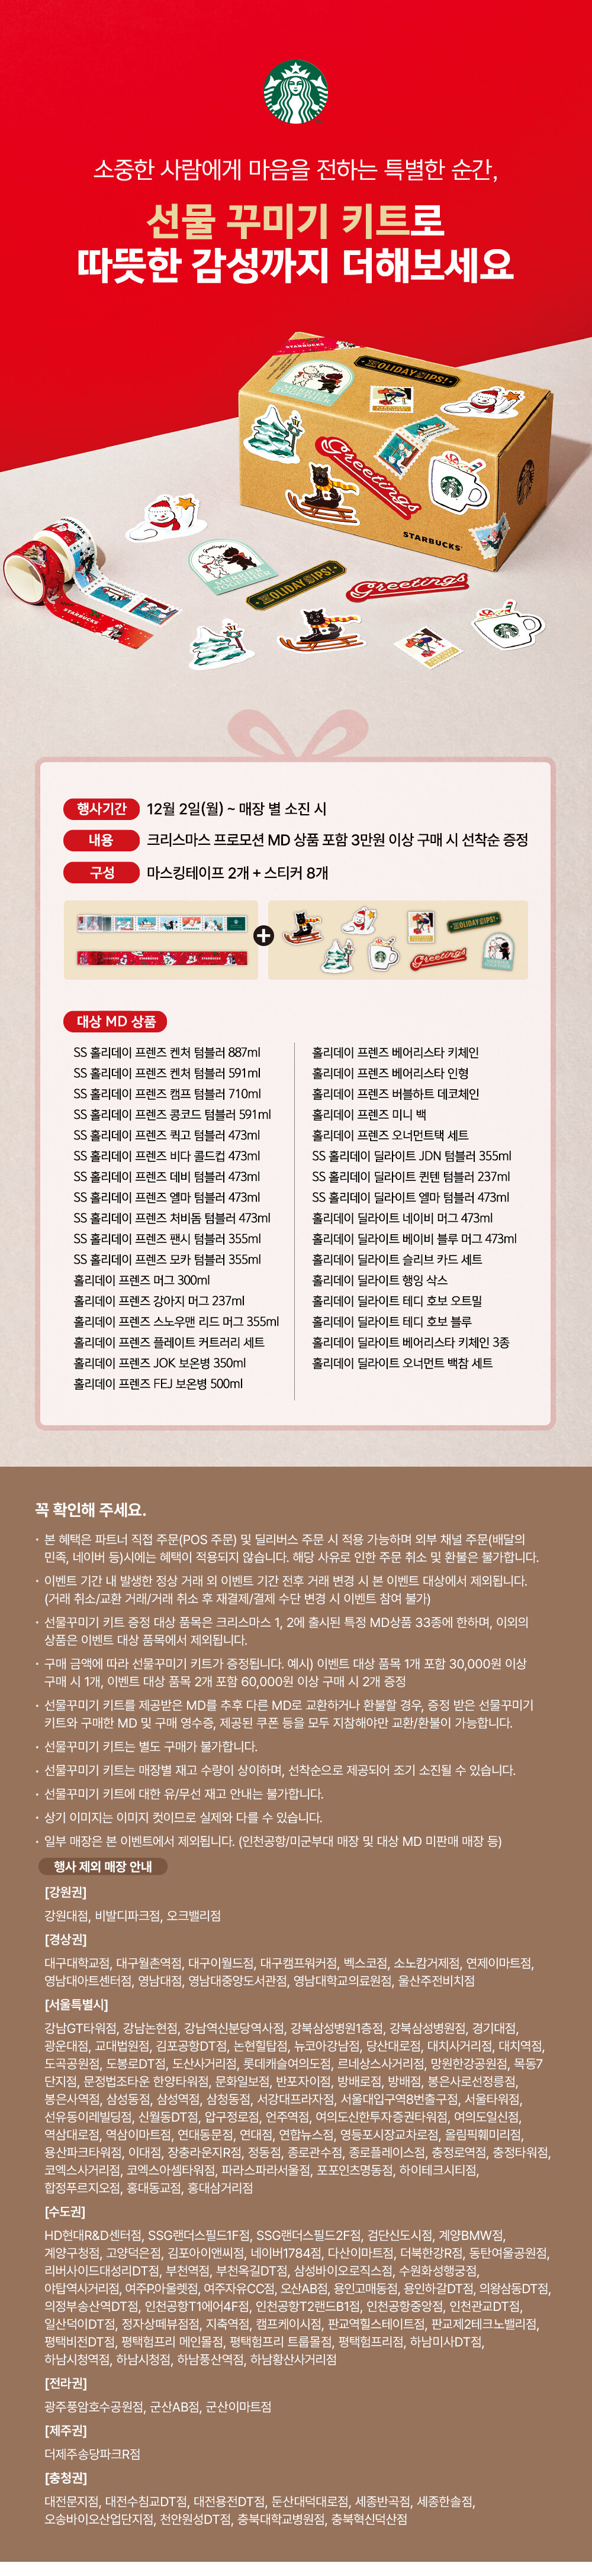 소중한 사람에게 마음을 전하는 특별한 순간,
선물 꾸미기 키트로
따뜻한 감성까지 더해보세요
HOLIDAY SIPS!
Greetings
STARBUCKS
STARBUCKS
HOLIDAY SIPS!
Greetings
행사기간 12월 2일(월) ~ 매장 별 소진 시
내용 크리스마스 프로모션 MD 상품 포함 3만원 이상 구매 시 선착순 증정
구성 마스킹테이프 2개 + 스티커 8개
HOLIDAY SIPS!
Greetings
대상 MD 상품
SS 홀리데이 프렌즈 켄처 텀블러 887ml
SS 홀리데이 프렌즈 켄처 텀블러 591ml
SS 홀리데이 프렌즈 캠프 텀블러 710ml
SS 홀리데이 프렌즈 콩코드 텀블러 591ml
SS 홀리데이 프렌즈 퀵고 텀블러 473ml
SS 홀리데이 프렌즈 비다 콜드컵 473ml
SS 홀리데이 프렌즈 데비 텀블러 473ml
SS 홀리데이 프렌즈 엘마 텀블러 473ml
SS 홀리데이 프렌즈 처비돔 텀블러 473ml
SS 홀리데이 프렌즈 팬시 텀블러 355ml
SS 홀리데이 프렌즈 모카 텀블러 355ml
홀리데이 프렌즈 머그 300ml
홀리데이 프렌즈 강아지 머그 237ml
홀리데이 프렌즈 스노우맨 리드 머그 355ml
홀리데이 프렌즈 플레이트 커트러리 세트
홀리데이 프렌즈 JOK 보온병 350ml
홀리데이 프렌즈 FEJ 보온병 500ml
홀리데이 프렌즈 베어리스타 키체인
홀리데이 프렌즈 베어리스타 인형
홀리데이 프렌즈 버블하트 데코체인
홀리데이 프렌즈 미니 백
홀리데이 프렌즈 오너먼트택 세트
SS 홀리데이 딜라이트 JDN 텀블러 355ml
SS 홀리데이 딜라이트 퀸텐 텀블러 237ml
SS 홀리데이 딜라이트 엘마 텀블러 473ml
홀리데이 딜라이트 네이비 머그 473ml
홀리데이 딜라이트 베이비 블루 머그 473ml
홀리데이 딜라이트 슬리브 카드 세트
홀리데이 딜라이트 행잉 삭스
홀리데이 딜라이트 테디 호보 오트밀
홀리데이 딜라이트 테디 호보 블루
홀리데이 딜라이트 베어리스타 키체인 3종
홀리데이 딜라이트 오너먼트 백참 세트
꼭 확인해 주세요.
· 본 혜택은 파트너 직접 주문(POS 주문) 및 딜리버스 주문 시 적용 가능하며 외부 채널 주문(배달의
민족, 네이버 등)시에는 혜택이 적용되지 않습니다. 해당 사유로 인한 주문 취소 및 환불은 불가합니다.
· 이벤트 기간 내 발생한 정상 거래 외 이벤트 기간 전후 거래 변경 시 본 이벤트 대상에서 제외됩니다.
(거래 취소/교환 거래/거래 취소 후 재결제/결제 수단 변경 시 이벤트 참여 불가)
· 선물꾸미기 키트 증정 대상 품목은 크리스마스 1, 2에 출시된 특정 MD상품 33종에 한하며, 이외의
상품은 이벤트 대상 품목에서 제외됩니다.
· 구매 금액에 따라 선물꾸미기 키트가 증정됩니다. 예시) 이벤트 대상 품목 1개 포함 30,000원 이상
구매 시 1개, 이벤트 대상 품목 2개 포함 60,000원 이상 구매 시 2개 증정
· 선물꾸미기 키트를 제공받은 MD를 추후 다른 MD로 교환하거나 환불할 경우, 증정 받은 선물꾸미기
키트와 구매한 MD 및 구매 영수증, 제공된 쿠폰 등을 모두 지참해야만 교환/환불이 가능합니다.
· 선물꾸미기 키트는 별도 구매가 불가합니다.
· 선물꾸미기 키트는 매장별 재고 수량이 상이하며, 선착순으로 제공되어 조기 소진될 수 있습니다.
· 선물꾸미기 키트에 대한 유/무선 재고 안내는 불가합니다.
· 상기 이미지는 이미지 컷이므로 실제와 다를 수 있습니다.
· 일부 매장은 본 이벤트에서 제외됩니다. (인천공항/미군부대 매장 및 대상 MD 미판매 매장 등)
행사 제외 매장 안내
[강원권]
강원대점, 비발디파크점, 오크밸리점
[경상권]
대구대학교점, 대구월촌역점, 대구이월드점, 대구캠프워커점, 벡스코점, 소노캄거제점, 연제이마트점,
영남대아트센터점, 영남대점, 영남대중앙도서관점, 영남대학교의료원점, 울산주전비치점
[서울특별시]
강남GT타워점, 강남논현점, 강남역신분당역사점, 강북삼성병원1층점, 강북삼성병원점, 경기대점,
광운대점, 교대법원점, 김포공항DT점, 논현힐탑점, 뉴코아강남점, 당산대로점, 대치사거리점, 대치역점,
도곡공원점, 도봉로DT점, 도산사거리점, 롯데캐슬여의도점, 르네상스사거리점, 망원한강공원점, 목동7
단지점, 문정법조타운 한양타워점, 문화일보점, 반포자이점, 방배로점, 방배점, 봉은사로선정릉점,
봉은사역점, 삼성동점, 삼성역점, 삼청동점, 서강대프라자점, 서울대입구역8번출구점, 서울타워점,
선유동이레빌딩점, 신월동DT점, 압구정로점, 언주역점, 여의도신한투자증권타워점, 여의도일신점,
역삼대로점, 역삼이마트점, 연대동문점, 연대점, 연합뉴스점, 영등포시장교차로점, 올림픽훼미리점,
용산파크타워점, 이대점, 장충라운지R점, 정동점, 종로관수점, 종로플레이스점, 충정로역점, 충정타워점,
코엑스사거리점, 코엑스아셈타워점, 파라스파라서울점, 포포인츠명동점, 하이테크시티점,
합정푸르지오점, 홍대동교점, 홍대삼거리점
[수도권]
HD현대R&D센터점, SSG랜더스필드1F점, SSG랜더스필드2F점, 검단신도시점, 계양BMW점,
계양구청점, 고양덕은점, 김포아이앤씨점, 네이버1784점, 다산이마트점, 더북한강R점, 동탄여울공원점,
리버사이드대성리DT점, 부천역점, 부천옥길DT점, 삼성바이오로직스점, 수원화성행궁점,
야탑역사거리점, 여주P아울렛점, 여주자유CC점, 오산AB점, 용인고매동점, 용인하갈DT점, 의왕삼동DT점,
의정부송산역DT점, 인천공항T1에어4F점, 인천공항T2랜드B1점, 인천공항중앙점, 인천관교DT점,
일산덕이DT점, 정자상떼뷰점점, 지축역점, 캠프케이시점, 판교역힐스테이트점, 판교제2테크노밸리점,
평택비전DT점, 평택험프리 메인몰점, 평택험프리 트룹몰점, 평택험프리점, 하남미사DT점,
하남시청역점, 하남시청점, 하남풍산역점, 하남황산사거리점
[전라권]
광주풍암호수공원점, 군산AB점, 군산이마트점
[제주권]
더제주송당파크R점
[충청권]
대전문지점, 대전수침교DT점, 대전용전DT점, 둔산대덕대로점, 세종반곡점, 세종한솔점,
오송바이오산업단지점, 천안원성DT점, 충북대학교병원점, 충북혁신덕산점